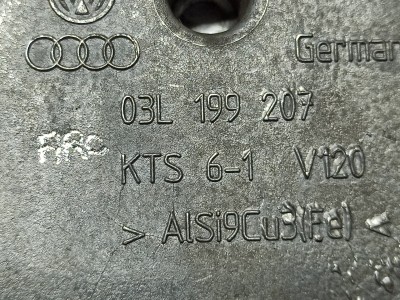 German
03L 199 207
KTS 6-1 V120
> AlSi9Cu3(Fe) <